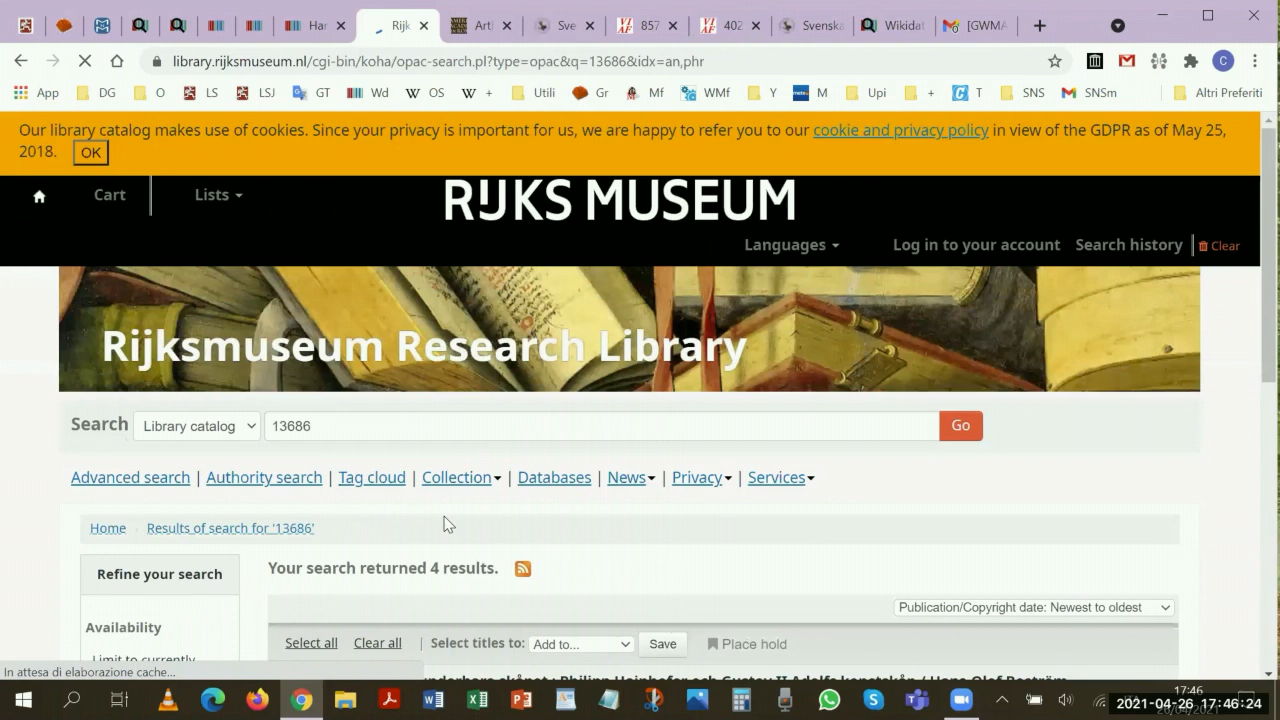 Har
Rijk
Art
Sve
857
402
Svenska
Wikidat
[GWMA
library.rijksmuseum.nl/cgi-bin/koha/opac-search.pl?type=opac&q=13686&idx=an,phr
C
App DG O LS LSJ GT Wd OS + Utili Gr Mf WMf Y M Upi + T SNS SNSm Altri Preferiti
Our library catalog makes use of cookies. Since your privacy is important for us, we are happy to refer you to our cookie and privacy policy in view of the GDPR as of May 25,
2018. OK
Cart Lists RIJKS MUSEUM
Languages Log in to your account Search history Clear
Rijksmuseum Research Library
Search Library catalog 13686 Go
Advanced search | Authority search | Tag cloud | Collection | Databases | News | Privacy | Services
Home Results of search for '13686'
Refine your search
Your search returned 4 results.
Publication/Copyright date: Newest to oldest
Availability
Select all Clear all | Select titles to: Add to... Save Place hold
Limit to currently
In attesa di elaborazione cache...
17:46
2021-04-26 17:46:24